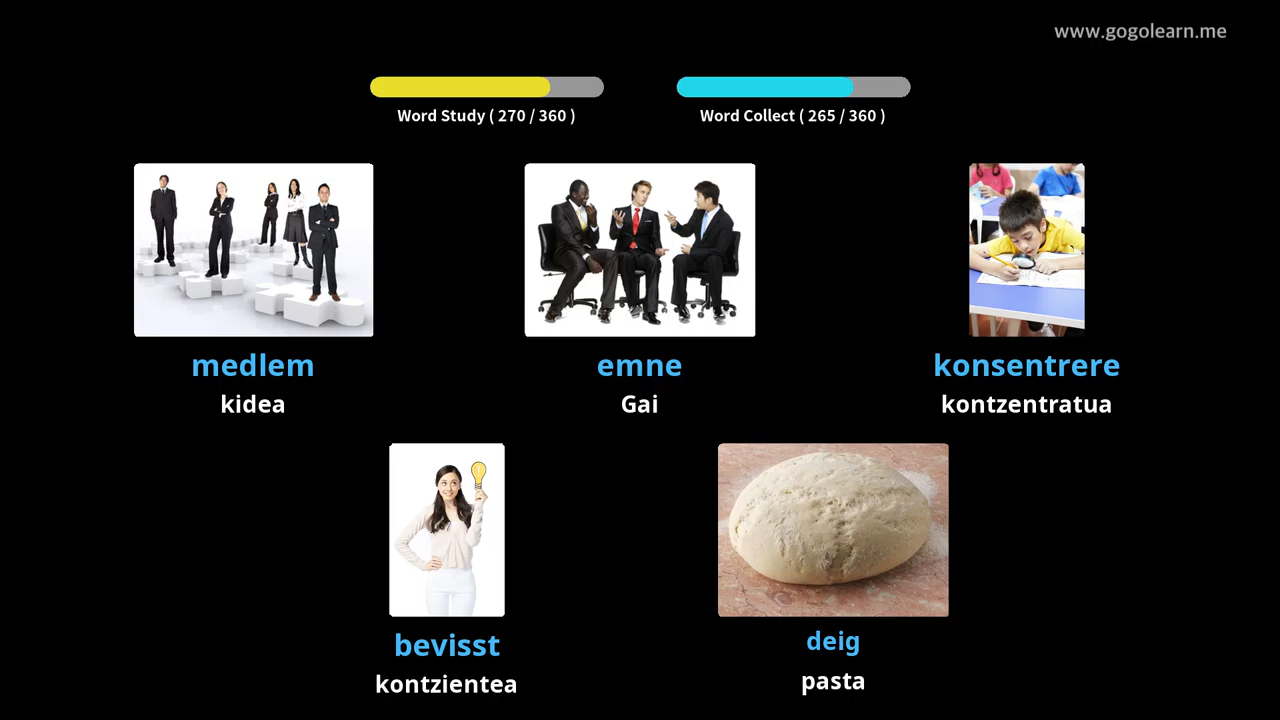 www.gogolearn.me
Word Study ( 270 / 360 )
Word Collect ( 265 / 360 )
medlem
kidea
emne
Gai
konsentrere
kontzentratua
bevisst
kontzientea
deig
pasta